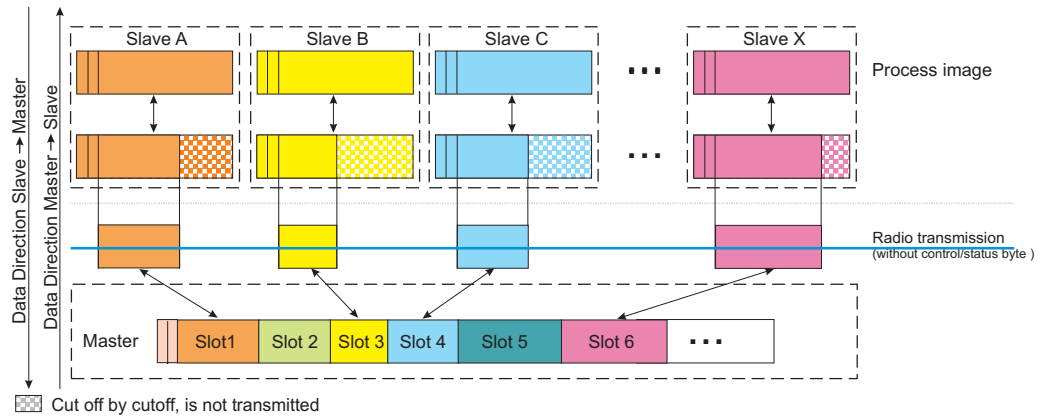 Slave A
Slave B
Slave C
Slave X
Process image
Data Direction Slave → Master
Data Direction Master → Slave
Radio transmission
(without control/status byte )
Master
Slot1
Slot 2
Slot 3
Slot 4
Slot 5
Slot 6
Cut off by cutoff, is not transmitted